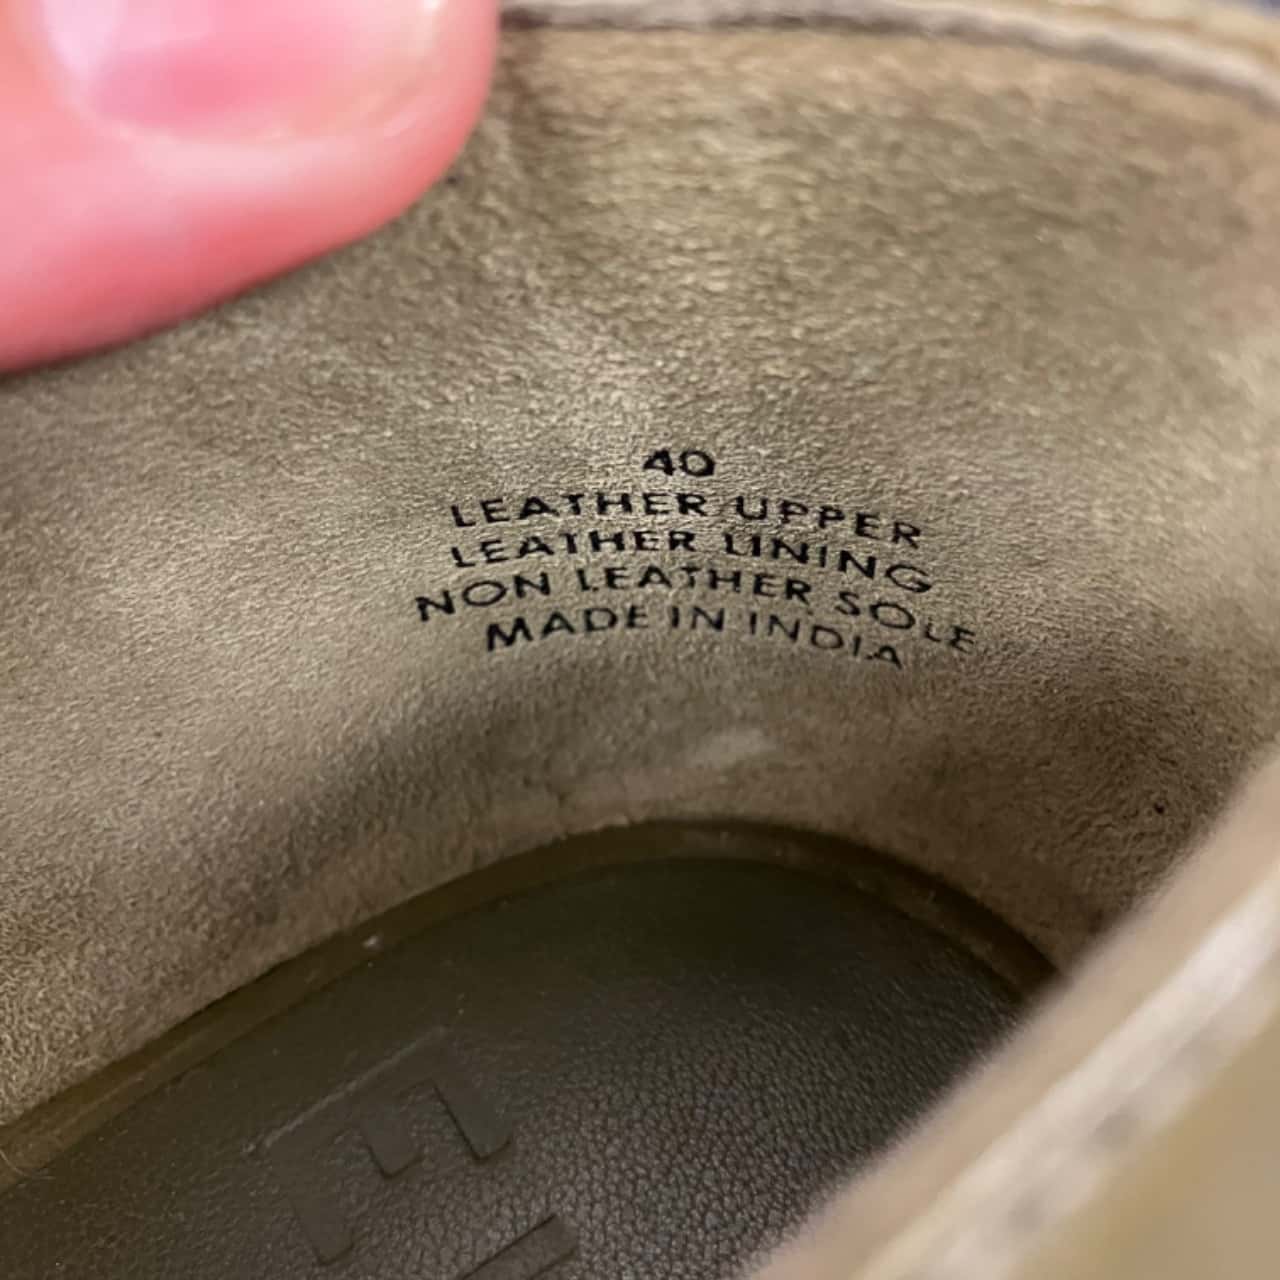 40
LEATHER UPPER
LEATHER LINING
NON LEATHER SOLE
MADE IN INDIA